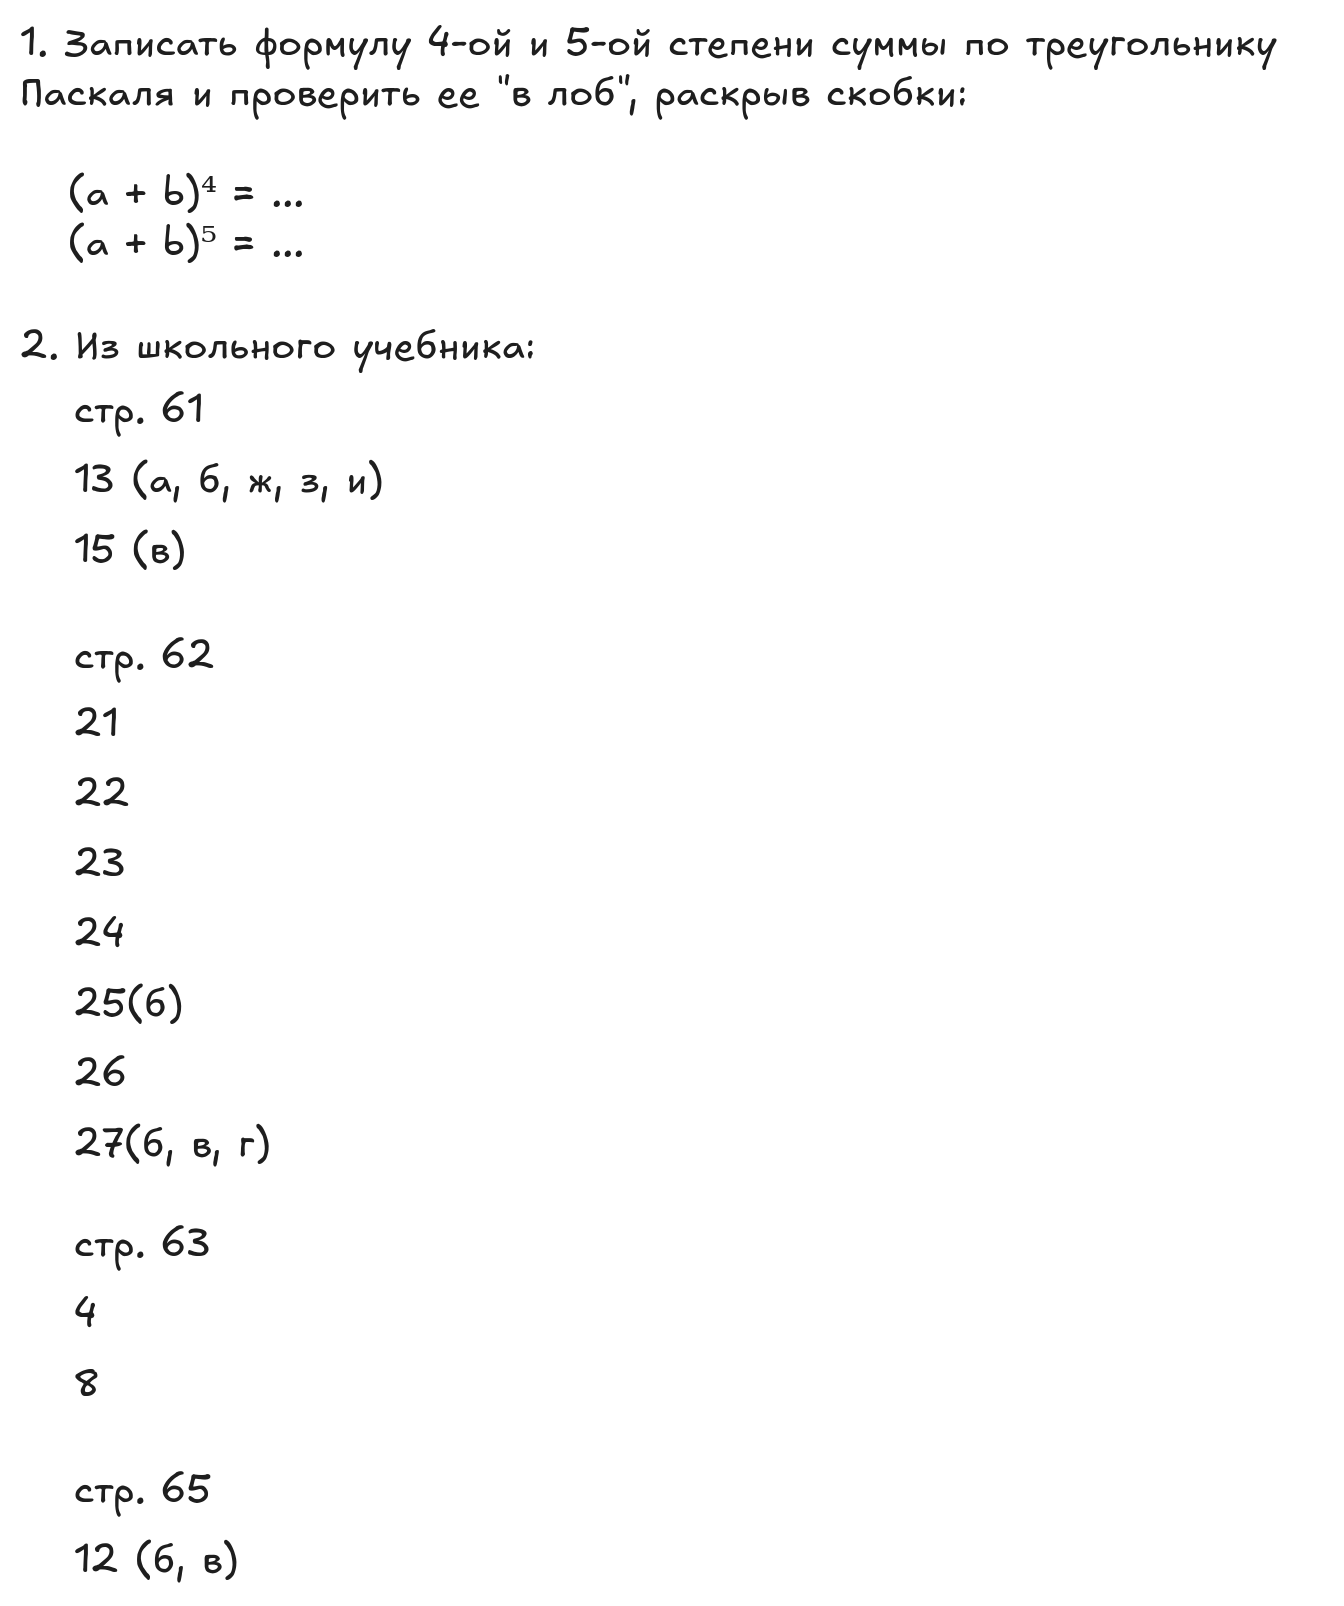 1. Записать формулу 4-ой и 5-ой степени суммы по треугольнику
Паскаля и проверить ее "в лоб", раскрыв скобки:
(a + b)⁴ = ...
(a + b)⁵ = ...
2. Из школьного учебника:
стр. 61
13 (а, б, ж, з, и)
15 (в)
стр. 62
21
22
23
24
25(б)
26
27(б, в, г)
стр. 63
4
8
стр. 65
12 (б, в)